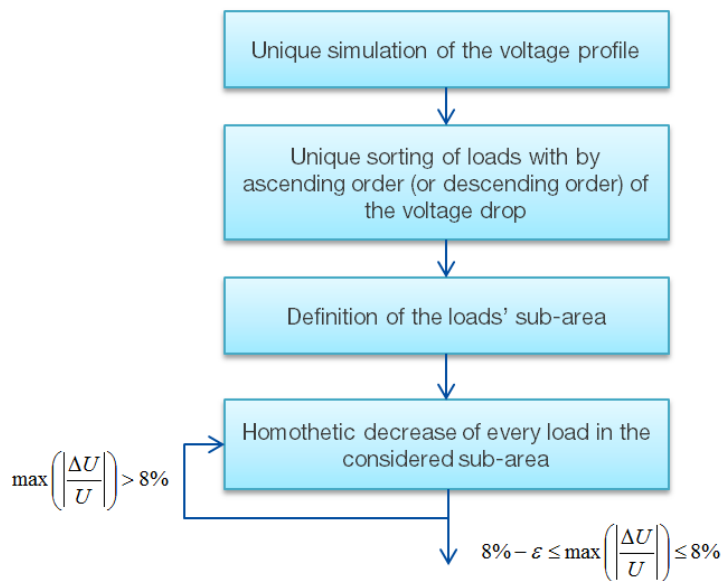 Unique simulation of the voltage profile
Unique sorting of loads with by
ascending order (or descending order) of
the voltage drop
Definition of the loads' sub-area
Homothetic decrease of every load in the
considered sub-area
max(|ΔU/U|) > 8%
8% − ε ≤ max(|ΔU/U|) ≤ 8%